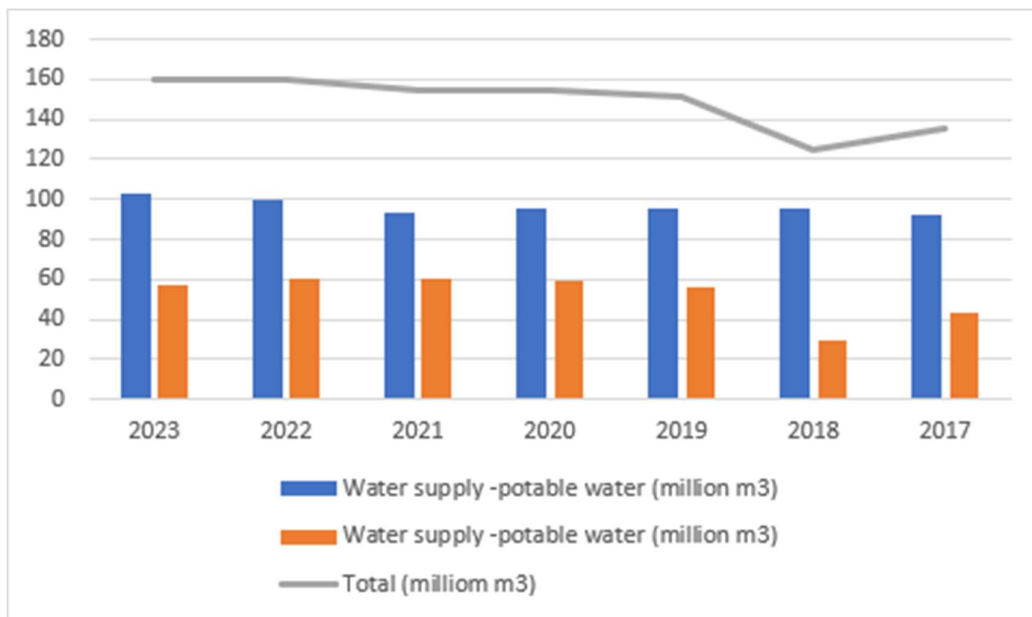 180
160
140
120
100
80
60
40
20
0
2023 2022 2021 2020 2019 2018 2017
Water supply -potable water (million m3)
Water supply -potable water (million m3)
Total (milliom m3)